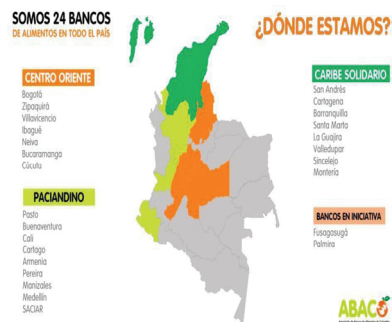 SOMOS 24 BANCOS
DE ALIMENTOS EN TODO EL PAÍS
¿DÓNDE ESTAMOS?
CENTRO ORIENTE
Bogotá
Zipaquirá
Villavicencio
Ibagué
Neiva
Bucaramanga
Cúcuta
PACIANDINO
Pasto
Buenaventura
Cali
Cartago
Armenia
Pereira
Manizales
Medellín
SACIAR
CARIBE SOLIDARIO
San Andrés
Cartagena
Barranquilla
Santa Marta
La Guajira
Valledupar
Sincelejo
Montería
BANCOS EN INICIATIVA
Fusagasugá
Palmira
ABACO